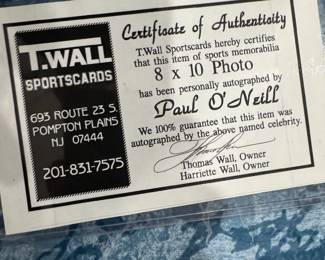 T.WALL
SPORTSCARDS
693 ROUTE 23 S.
POMPTON PLAINS
NJ 07444
201-831-7575
Certificate of Authenticity
T.Wall Sportscards hereby certifies
that this item of sports memorabilia
8 x 10 Photo
has been personally autographed by
Paul O'Neill
We 100% guarantee that this item was
autographed by the above named celebrity.
Thomas Wall, Owner
Harriette Wall, Owner